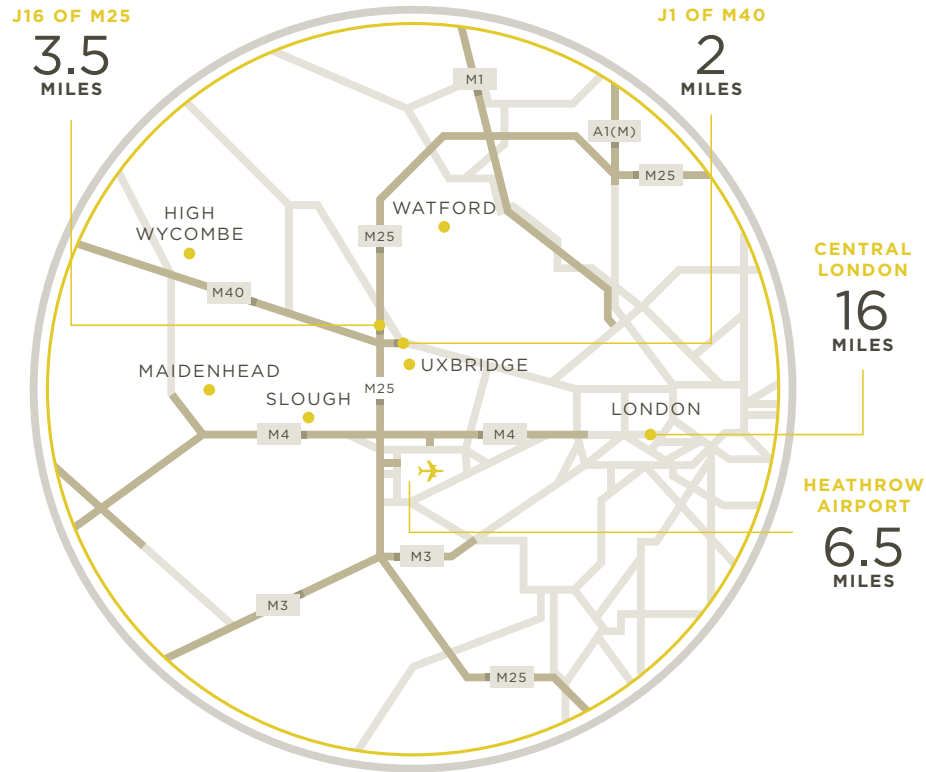 J16 OF M25
3.5
MILES
J1 OF M40
2
MILES
M1
A1(M)
M25
HIGH
WYCOMBE
WATFORD
M25
M40
CENTRAL
LONDON
16
MILES
MAIDENHEAD
SLOUGH
M25
UXBRIDGE
LONDON
M4
M4
HEATHROW
AIRPORT
6.5
MILES
M3
M3
M25